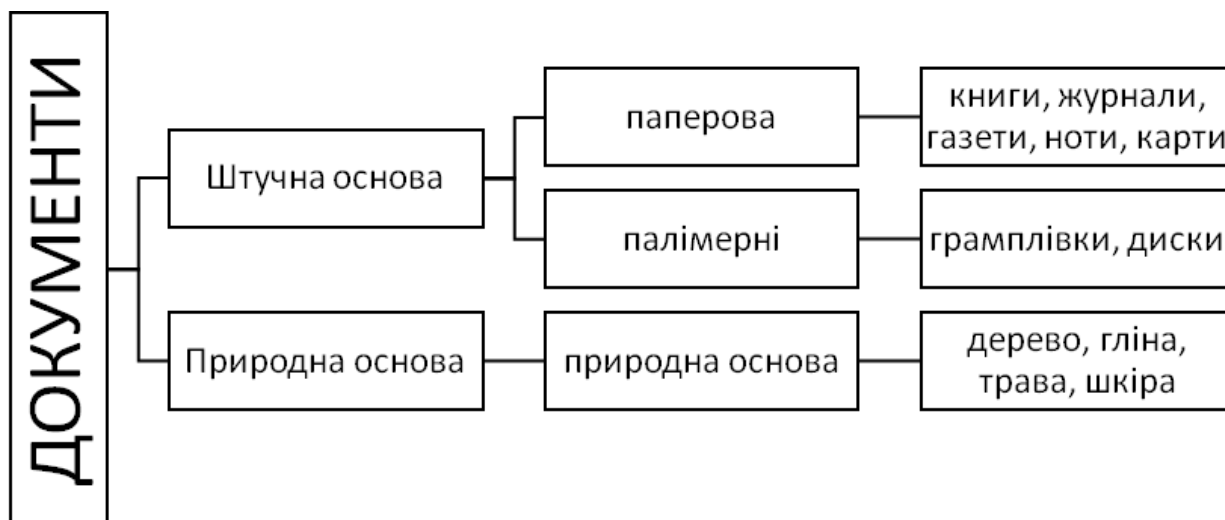 ДОКУМЕНТИ
Штучна основа
паперова
книги, журнали,
газети, ноти, карти
палімерні
грамплівки, диски
Природна основа
природна основа
дерево, гліна,
трава, шкіра